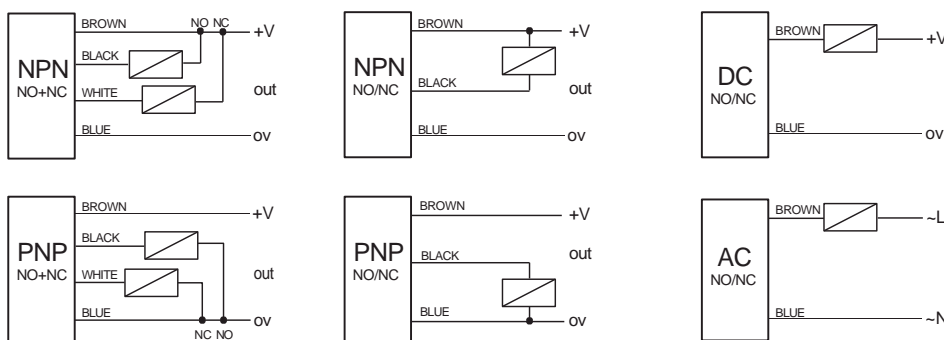 BROWN NO NC +V
BLACK
NPN
NO+NC
WHITE out
BLUE ov
BROWN +V
NPN
NO/NC
BLACK out
BLUE ov
BROWN +V
DC
NO/NC
BLUE ov
BROWN +V
BLACK
PNP
NO+NC
WHITE out
BLUE ov
NC NO
BROWN +V
PNP
NO/NC
BLACK out
BLUE ov
BROWN ~L
AC
NO/NC
BLUE ~N